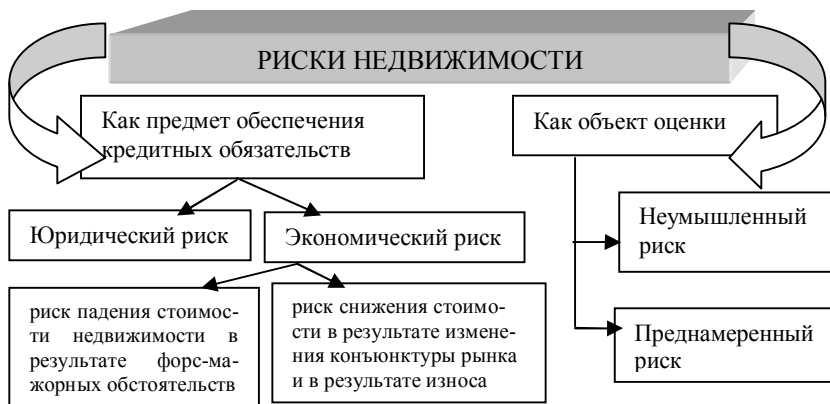 РИСКИ НЕДВИЖИМОСТИ
Как предмет обеспечения
кредитных обязательств
Как объект оценки
Юридический риск
Экономический риск
Неумышленный
риск
риск падения стоимос-
ти недвижимости в
результате форс-ма-
жорных обстоятельств
риск снижения стоимо-
сти в результате измене-
ния конъюнктуры рынка
и в результате износа
Преднамеренный
риск